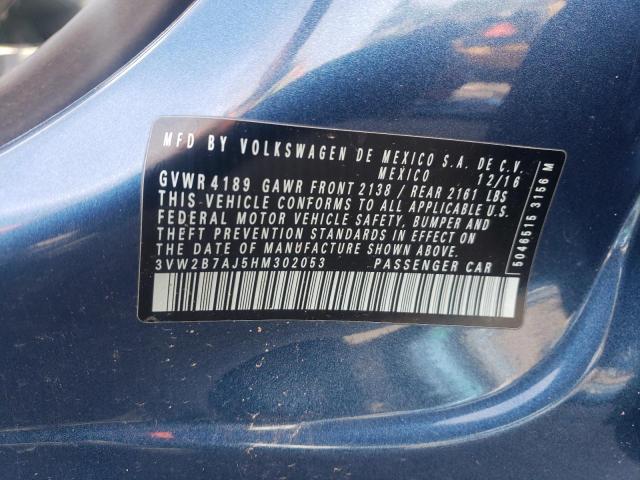 MFD BY VOLKSWAGEN DE MEXICO S.A. DE C.V.
MEXICO 12/16
GVWR 4189 GAWR FRONT 2138 / REAR 2161 LBS
THIS VEHICLE CONFORMS TO ALL APPLICABLE U.S.
FEDERAL MOTOR VEHICLE SAFETY, BUMPER AND
THEFT PREVENTION STANDARDS IN EFFECT ON
THE DATE OF MANUFACTURE SHOWN ABOVE.
3VW2B7AJ5HM302053 PASSENGER CAR
5046515 3156 M